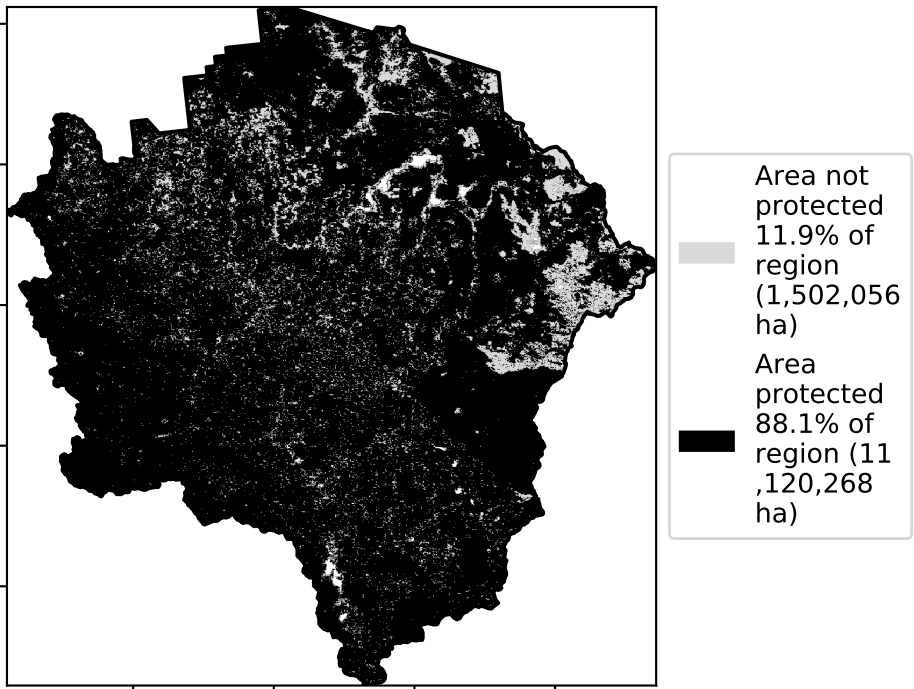 Area not
protected
11.9% of
region
(1,502,056
ha)
Area
protected
88.1% of
region (11
,120,268
ha)